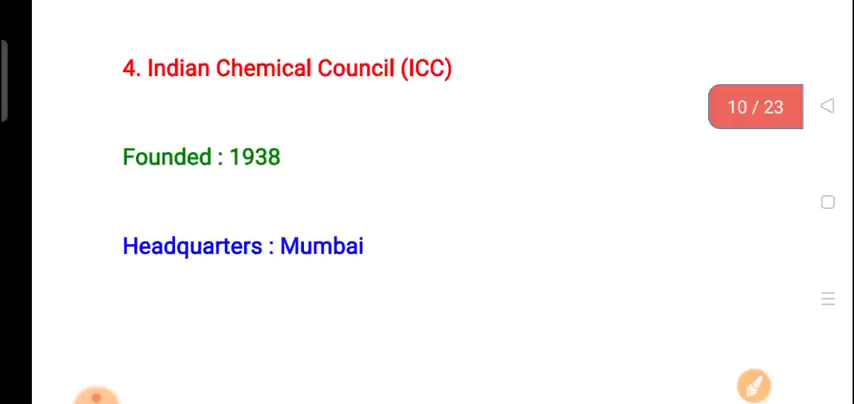 4. Indian Chemical Council (ICC)
10 / 23
Founded : 1938
Headquarters : Mumbai